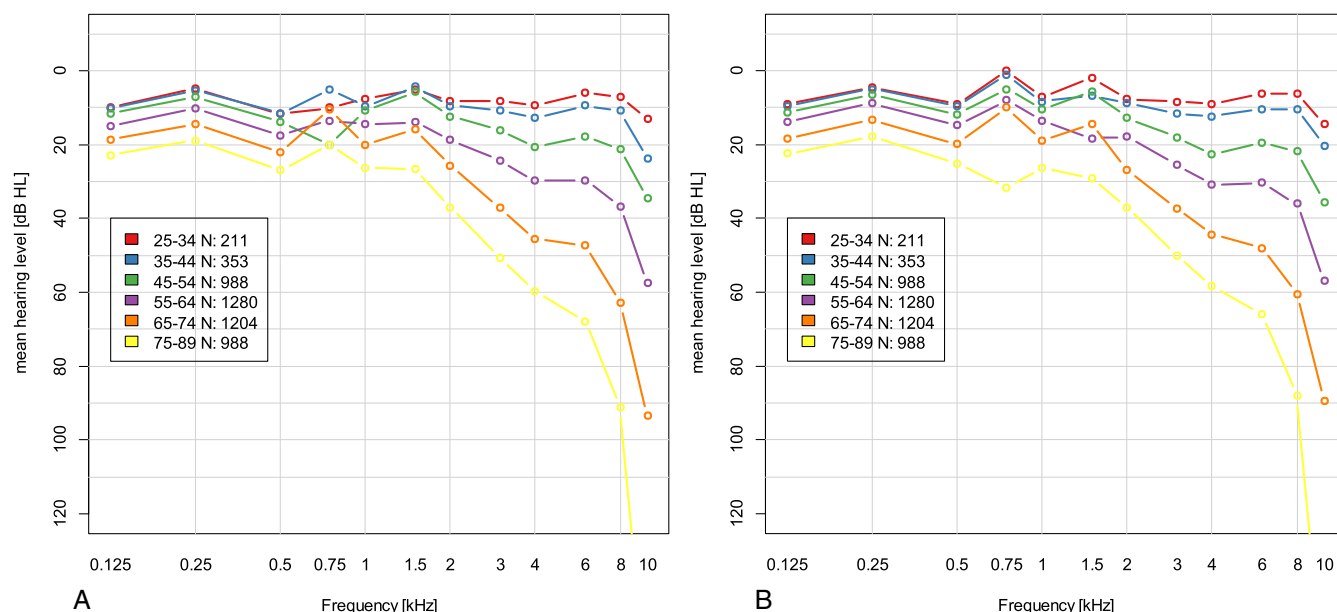 mean hearing level [dB HL]
0
20
40
60
80
100
120
25-34 N: 211
35-44 N: 353
45-54 N: 988
55-64 N: 1280
65-74 N: 1204
75-89 N: 988
0.125 0.25 0.5 0.75 1 1.5 2 3 4 6 8 10
Frequency [kHz]
A
mean hearing level [dB HL]
0
20
40
60
80
100
120
25-34 N: 211
35-44 N: 353
45-54 N: 988
55-64 N: 1280
65-74 N: 1204
75-89 N: 988
0.125 0.25 0.5 0.75 1 1.5 2 3 4 6 8 10
Frequency [kHz]
B